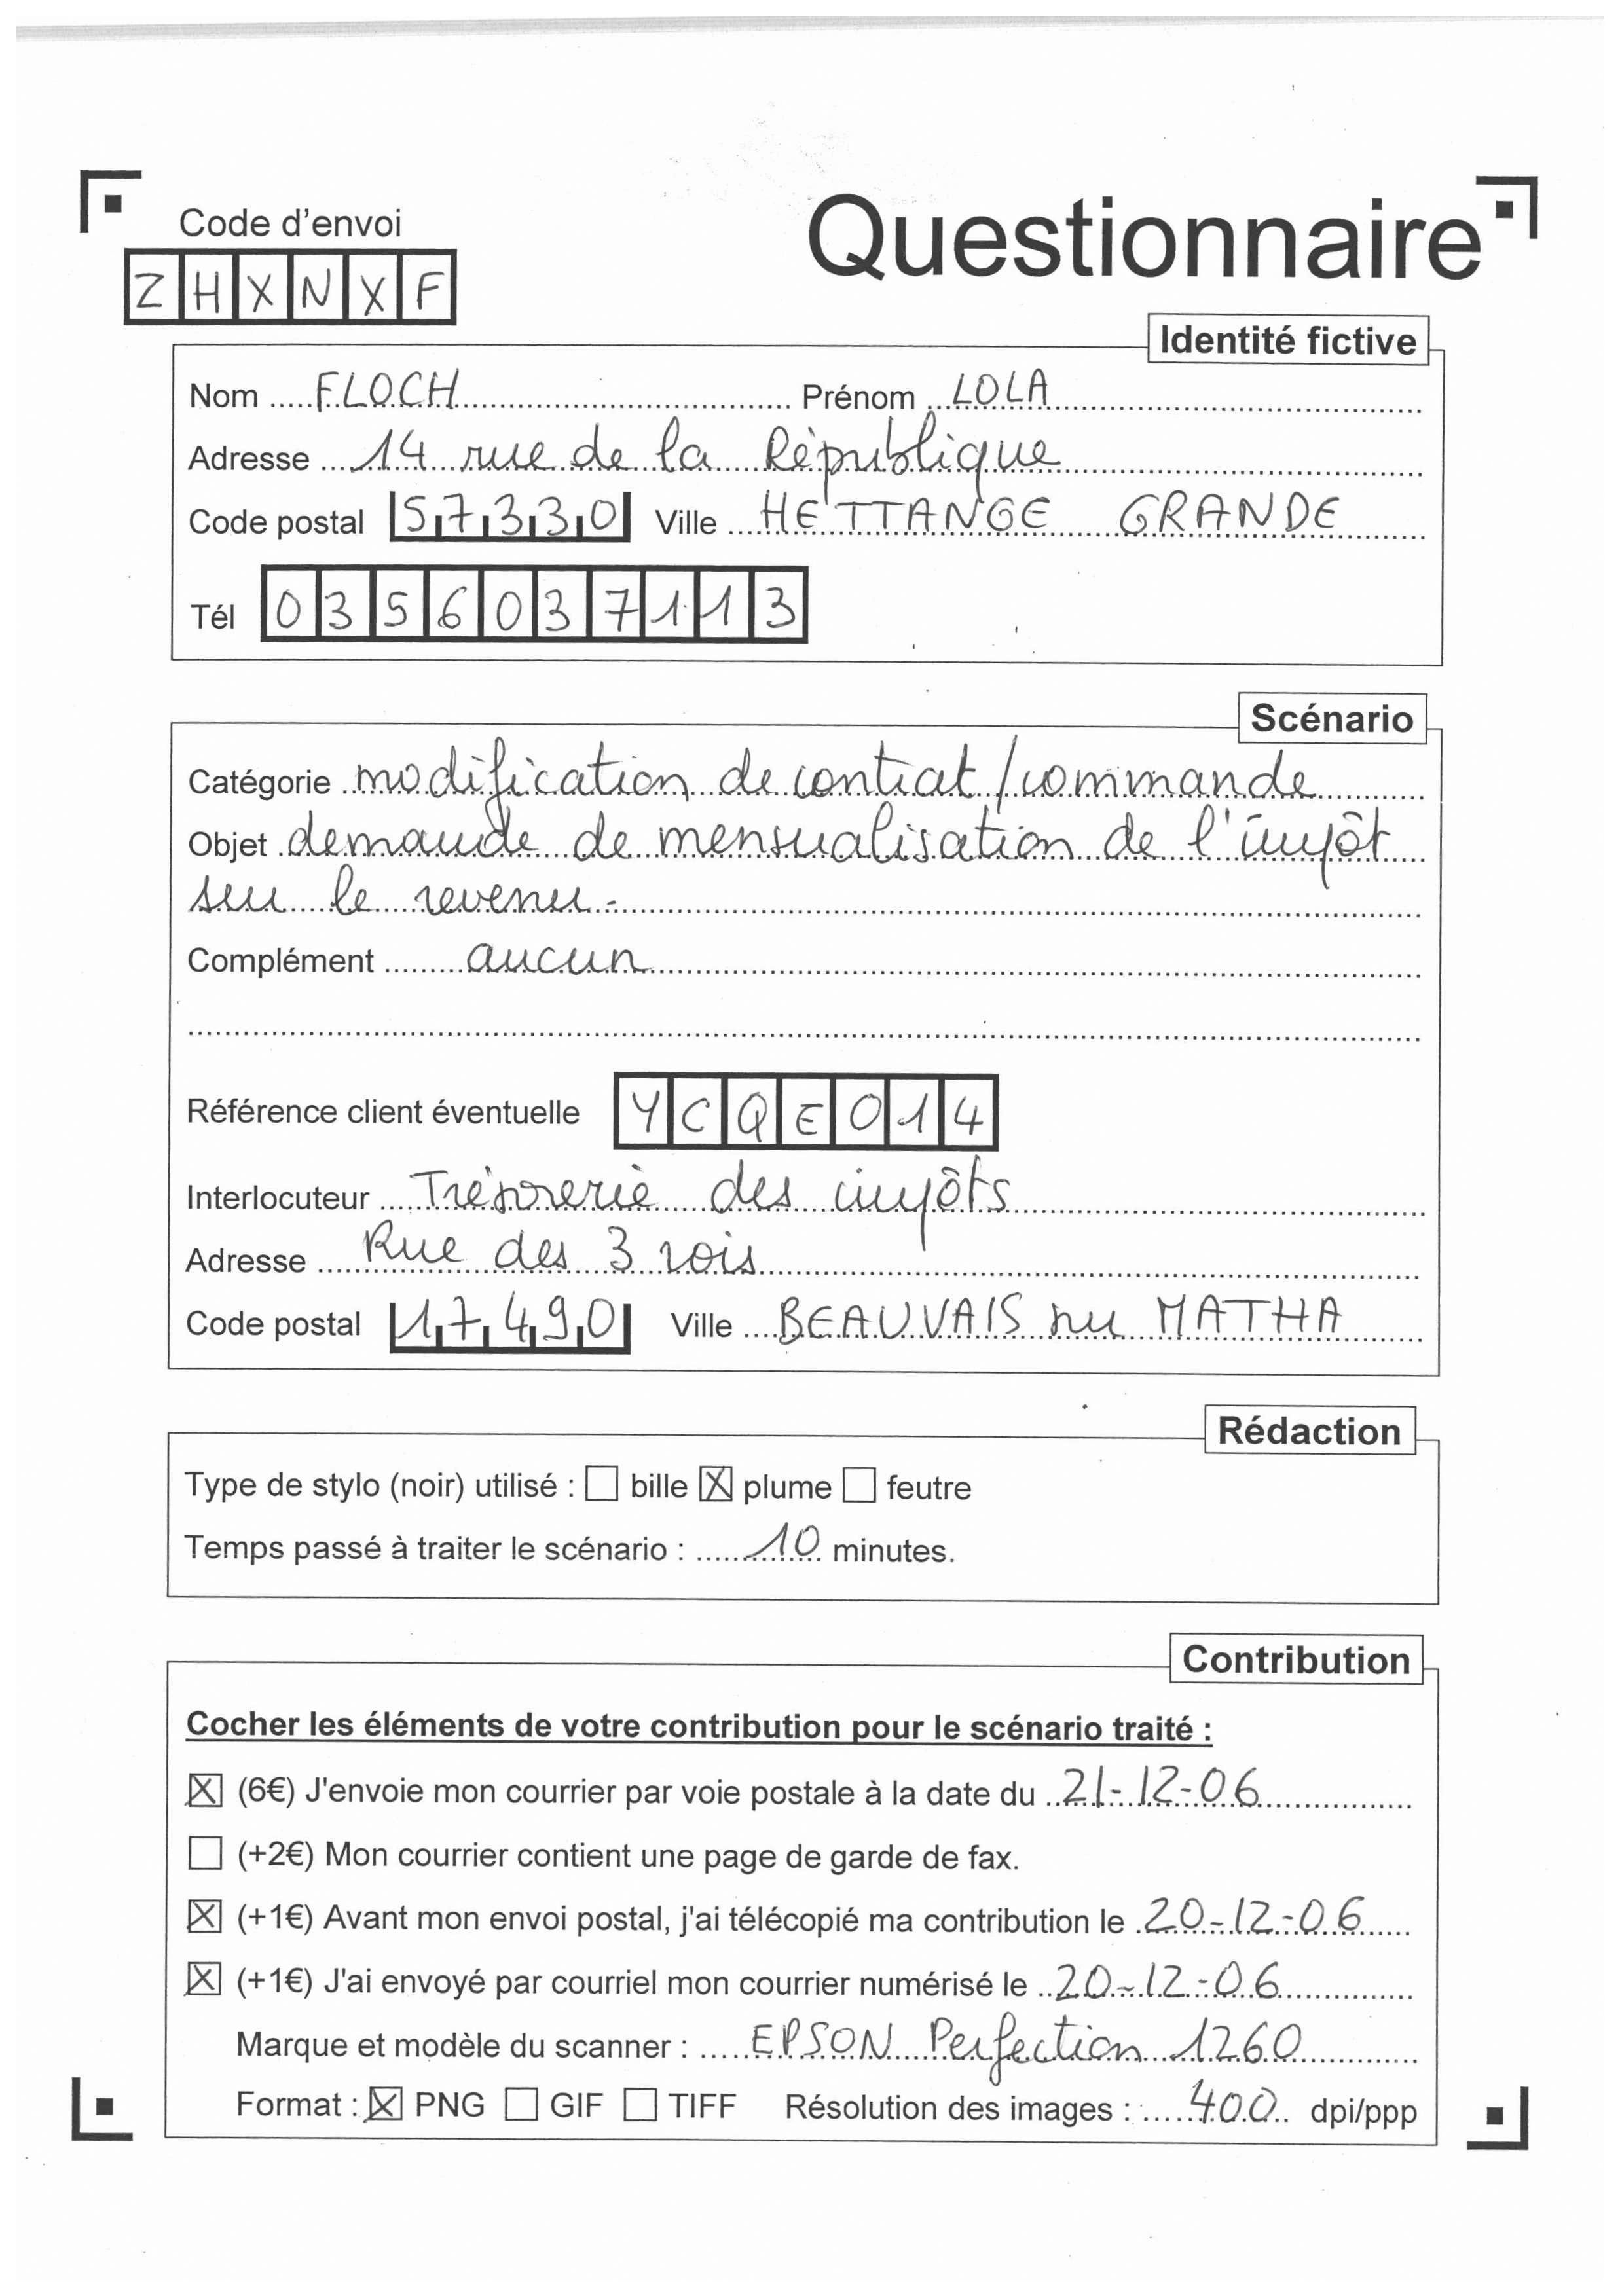 Code d'envoi
Questionnaire
ZHXNXF
Identité fictive
Nom FLOCH Prénom LOLA
Adresse 14 rue de la République
Code postal 57330 Ville HETTANGE GRANDE
Tél 0356037113
Scénario
Catégorie modification de contrat / commande
Objet demande de mensualisation de l'impôt
sur le revenu.
Complément aucun
Référence client éventuelle YCQE014
Interlocuteur Trésorerie des impôts
Adresse Rue des 3 rois
Code postal 17490 Ville BEAUVAIS sur MATHA
Rédaction
Type de stylo (noir) utilisé : ☐ bille ☒ plume ☐ feutre
Temps passé à traiter le scénario : 10 minutes.
Contribution
Cocher les éléments de votre contribution pour le scénario traité :
☒ (6€) J'envoie mon courrier par voie postale à la date du 21-12-06
☐ (+2€) Mon courrier contient une page de garde de fax.
☒ (+1€) Avant mon envoi postal, j'ai télécopié ma contribution le 20-12-06
☒ (+1€) J'ai envoyé par courriel mon courrier numérisé le 20-12-06
Marque et modèle du scanner : EPSON Perfection 1260
Format : ☒ PNG ☐ GIF ☐ TIFF Résolution des images : 400 dpi/ppp